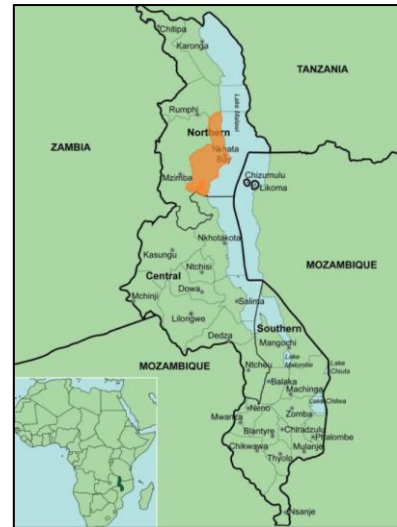 Chitipa
Karonga
TANZANIA
Lake Malawi
Rumphi
Northern
ZAMBIA
Nkhata
Bay
Mzimba
Chizumulu
Likoma
Nkhotakota
Kasungu
MOZAMBIQUE
Central
Ntchisi
Dowa
Mchinji
Salima
Lilongwe
Southern
Dedza
Mangochi
MOZAMBIQUE
Lake
Malombe
Lake
Chiuta
Ntcheu
Balaka
Machinga
Lake Chilwa
Neno
Zomba
Mwanza
Blantyre
Chiradzulu
Phalombe
Chikwawa
Mulanje
Thyolo
Nsanje